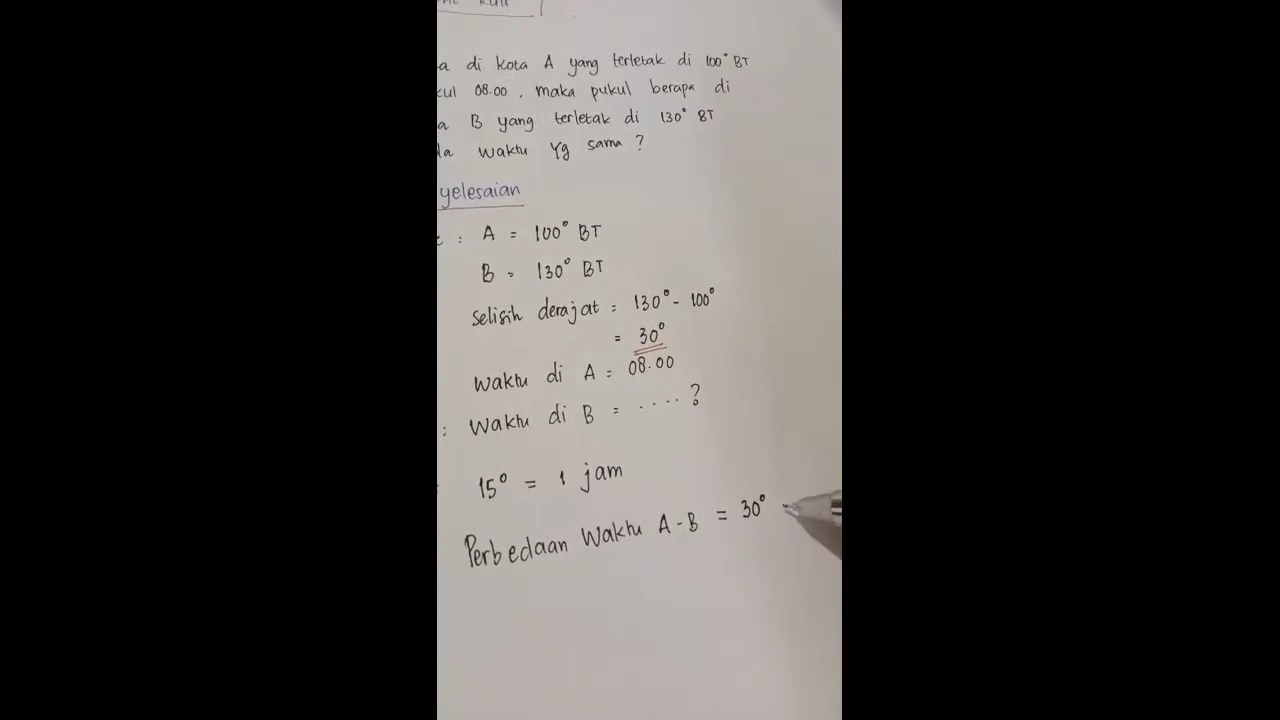 a di kota A yang terletak di 100° BT
kul 08.00 . maka pukul berapa di
a B yang terletak di 130° BT
da waktu Yg sama ?
yelesaian
: A = 100° BT
B = 130° BT
selisih derajat = 130° - 100°
= 30°
Waktu di A = 08.00
: Waktu di B = .... ?
15° = 1 jam
Perbedaan Waktu A - B = 30°